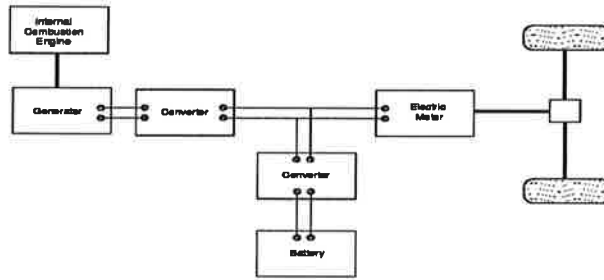 Internal
Combustion
Engine
Generator
Converter
Electric
Motor
Converter
Battery